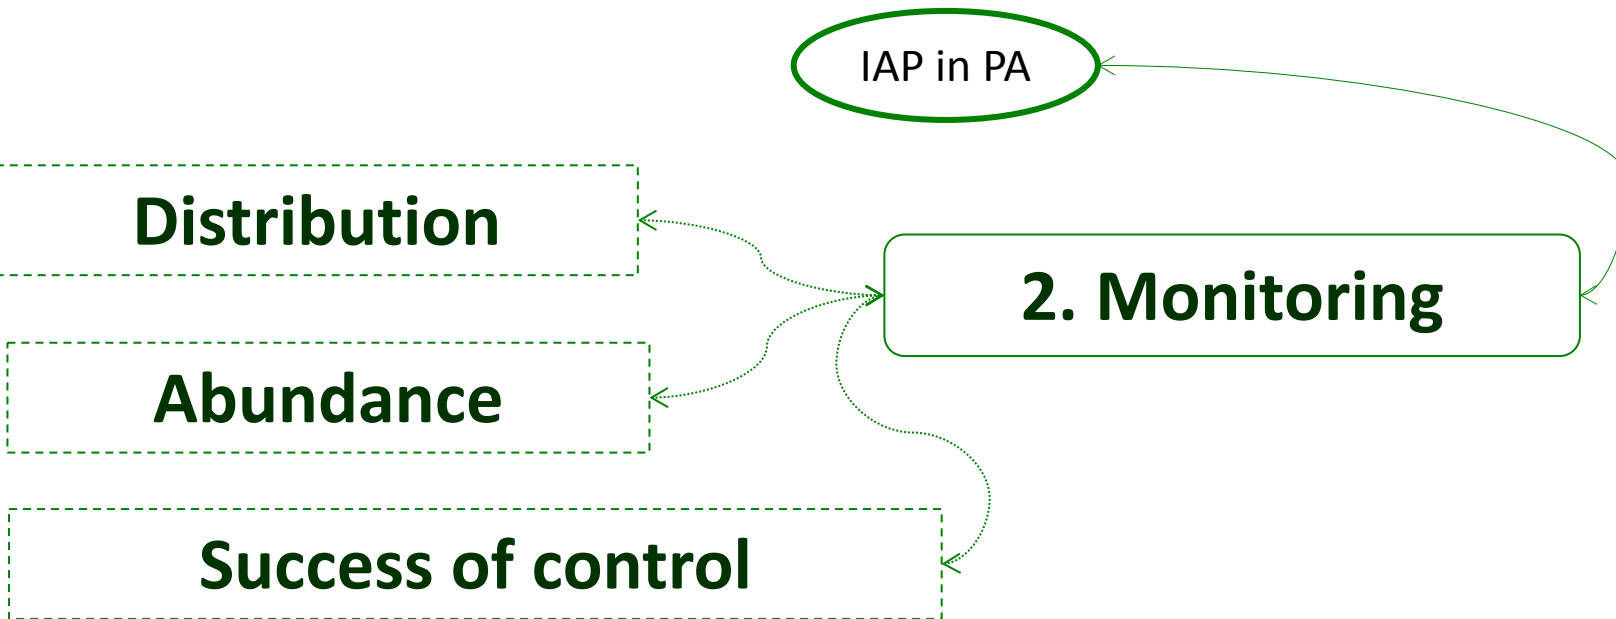 IAP in PA
Distribution
2. Monitoring
Abundance
Success of control